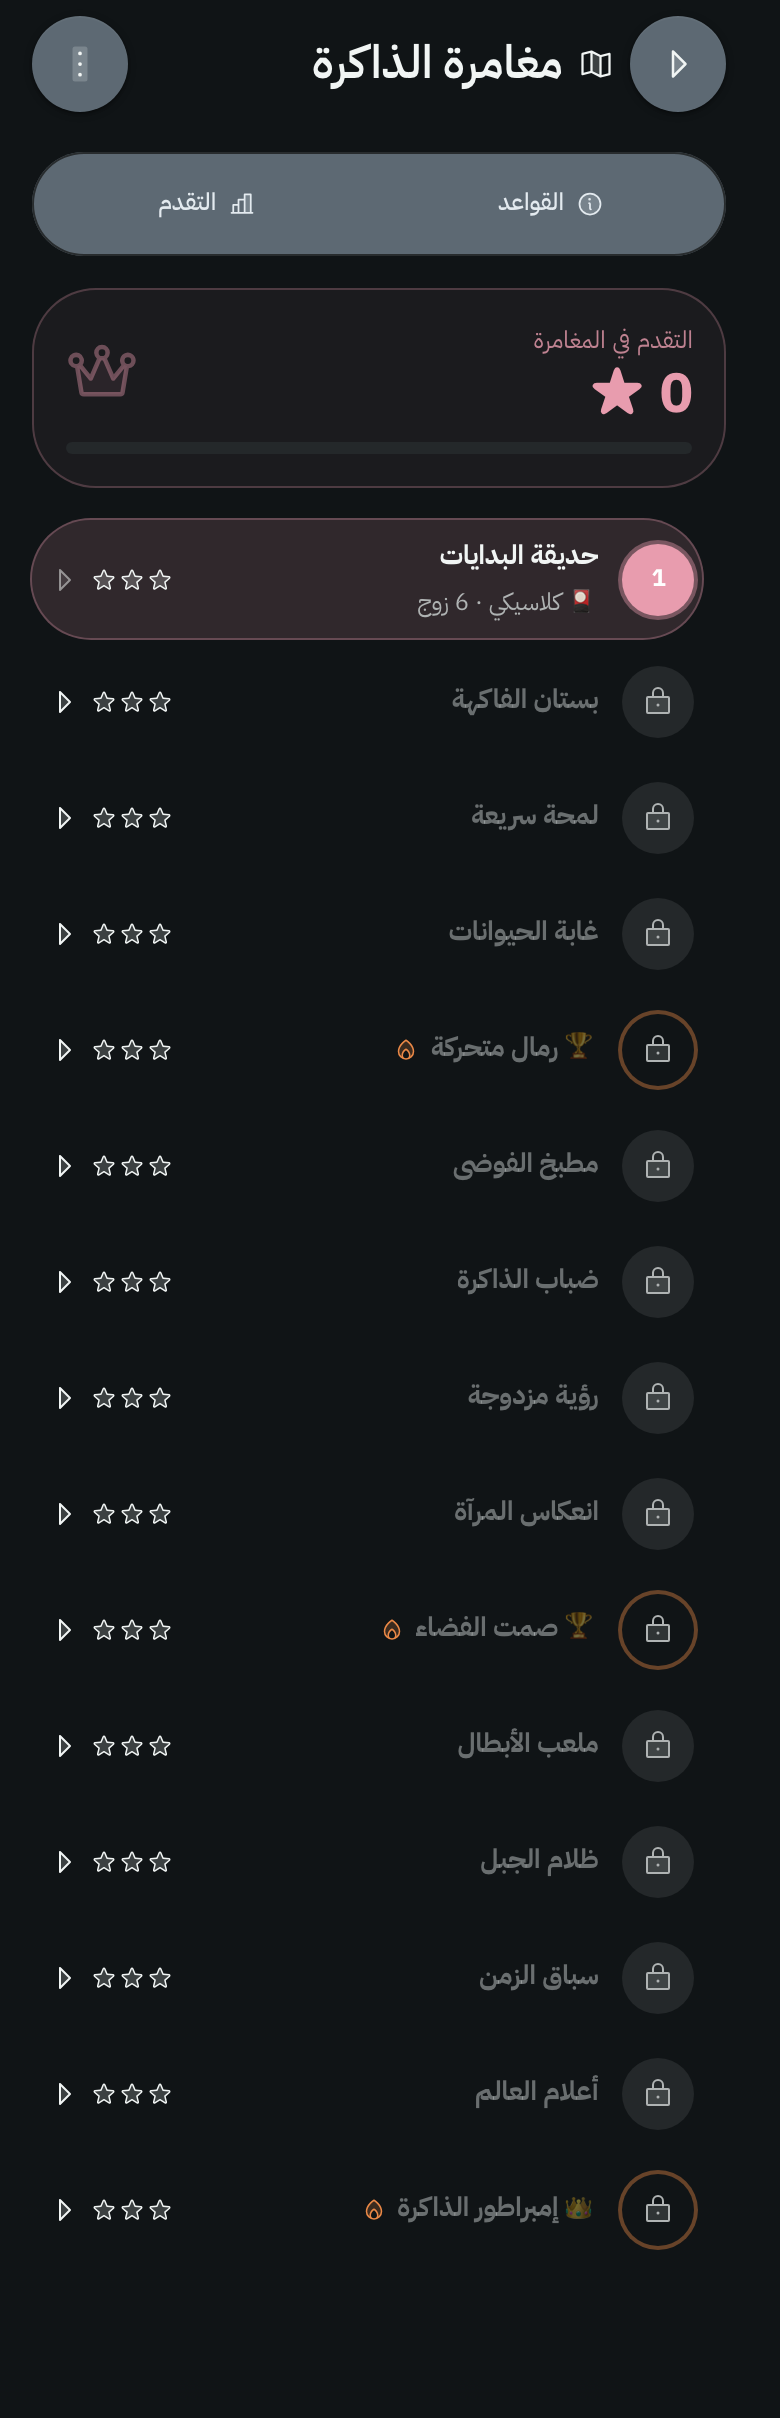 مغامرة الذاكرة
القواعد
التقدم
التقدم في المغامرة
0
1
حديقة البدايات
كلاسيكي · 6 زوج
بستان الفاكهة
لمحة سريعة
غابة الحيوانات
رمال متحركة
مطبخ الفوضى
ضباب الذاكرة
رؤية مزدوجة
انعكاس المرآة
صمت الفضاء
ملعب الأبطال
ظلام الجبل
سباق الزمن
أعلام العالم
إمبراطور الذاكرة